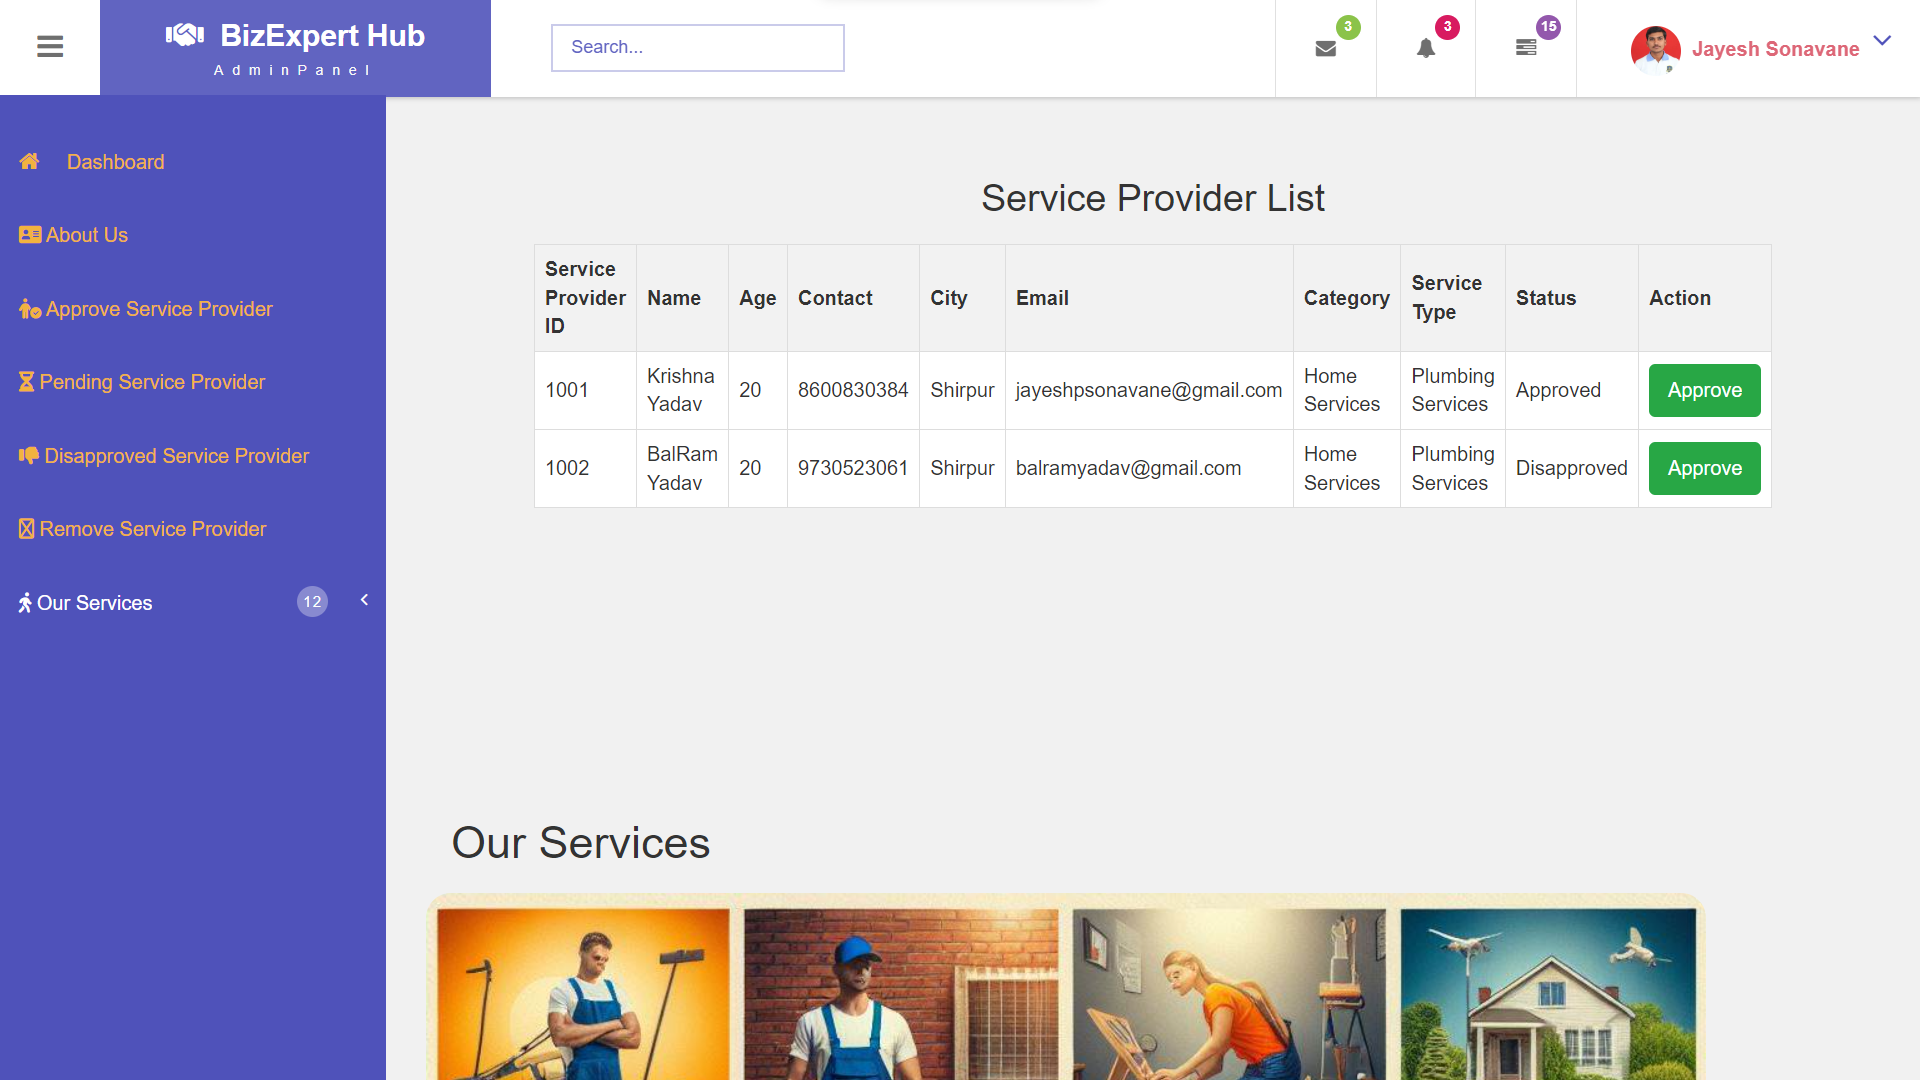 BizExpert Hub
AdminPanel
Search...
3
3
15
Jayesh Sonavane
Dashboard
About Us
Approve Service Provider
Pending Service Provider
Disapproved Service Provider
Remove Service Provider
Our Services 12
Service Provider List
Service Provider ID Name Age Contact City Email Category Service Type Status Action
1001 Krishna Yadav 20 8600830384 Shirpur jayeshpsonavane@gmail.com Home Services Plumbing Services Approved Approve
1002 BalRam Yadav 20 9730523061 Shirpur balramyadav@gmail.com Home Services Plumbing Services Disapproved Approve
Our Services